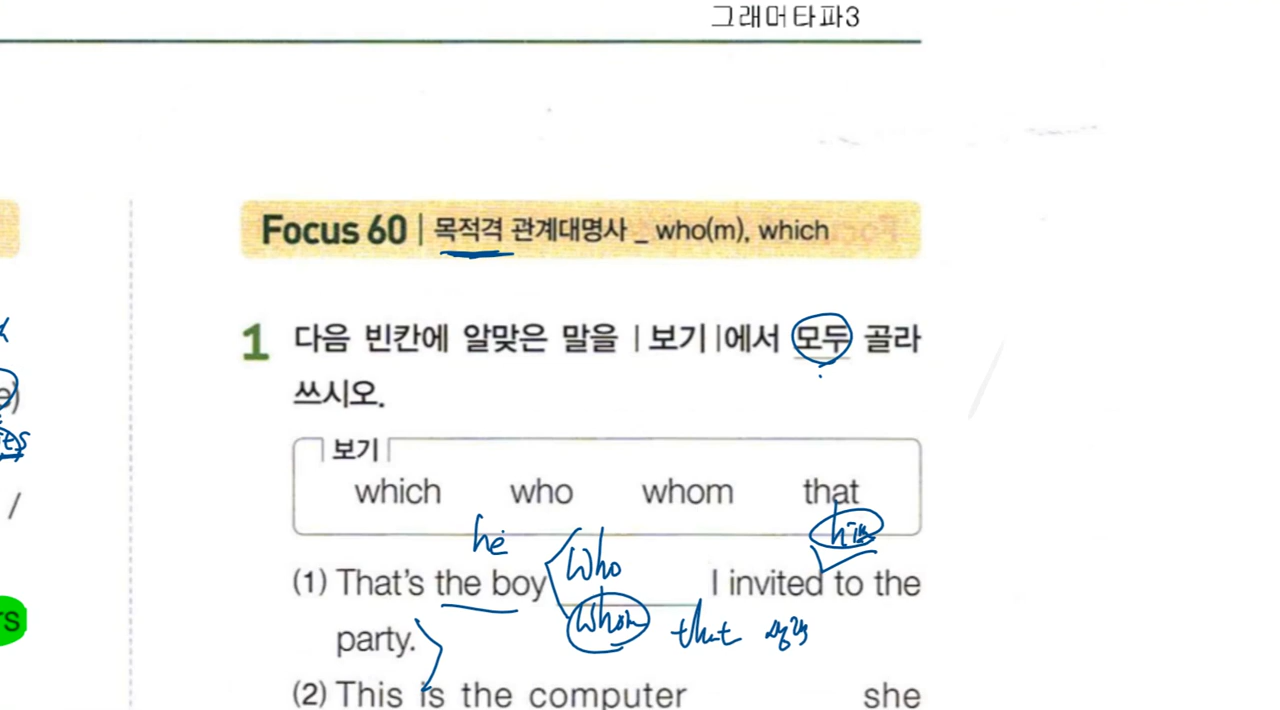 그래머타파3
Focus 60 | 목적격 관계대명사 _ who(m), which
1 다음 빈칸에 알맞은 말을 | 보기 |에서 모두 골라
쓰시오.
보기
which who whom that
he
who
(1) That's the boy I invited to the
whom that
party.
(2) This is the computer she